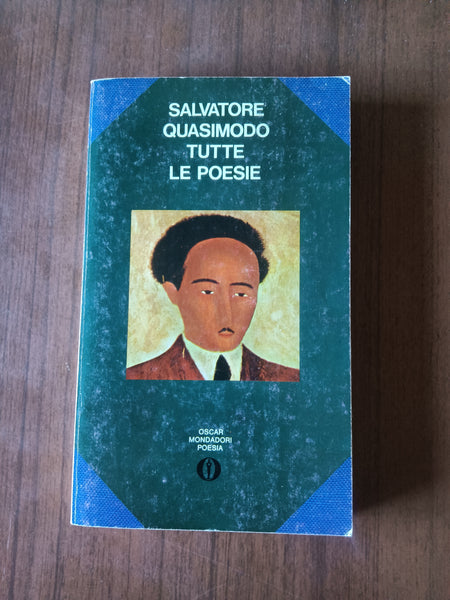 SALVATORE
QUASIMODO
TUTTE
LE POESIE
OSCAR
MONDADORI
POESIA